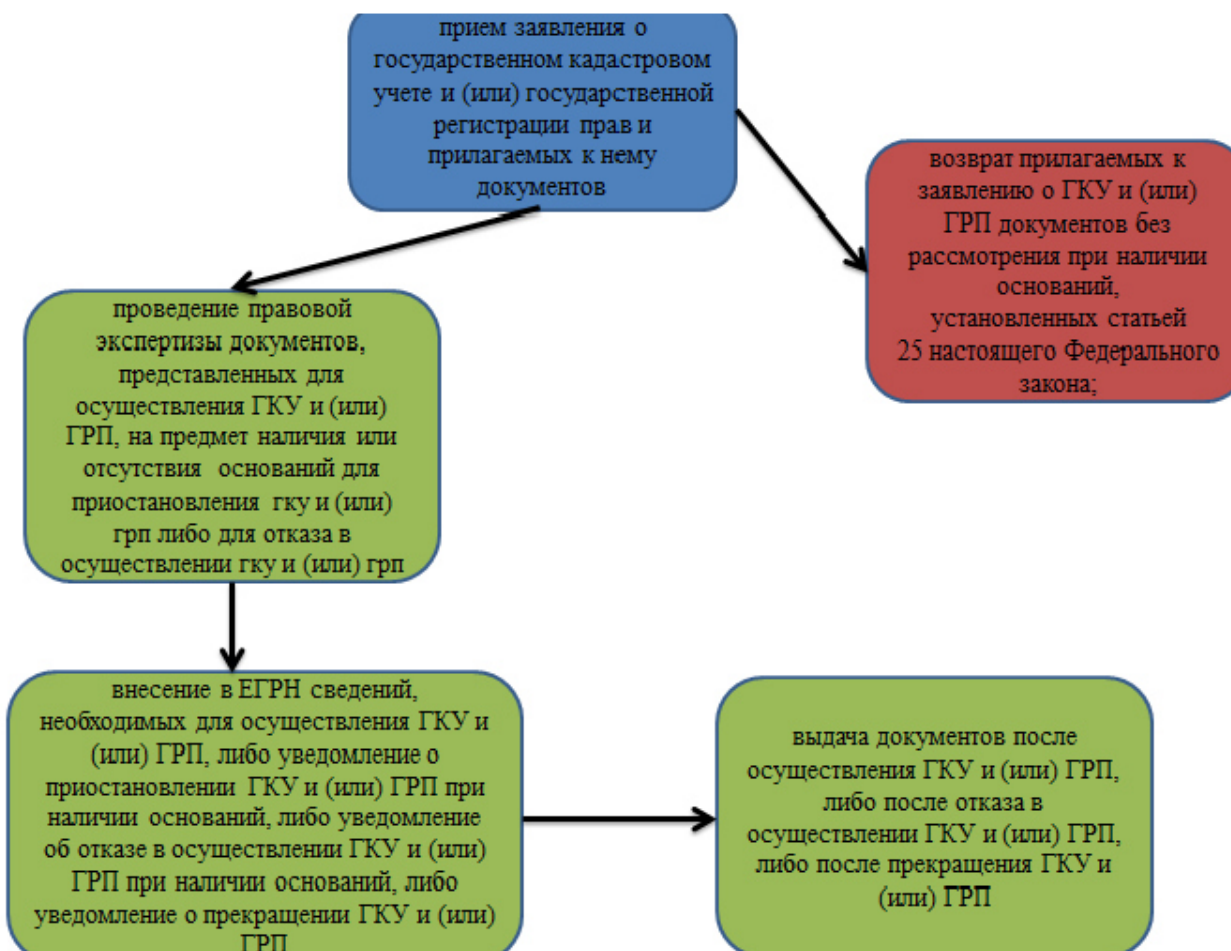 прием заявления о
государственном кадастровом
учете и (или) государственной
регистрации прав и
прилагаемых к нему
документов
возврат прилагаемых к
заявлению о ГКУ и (или)
ГРП документов без
рассмотрения при наличии
оснований,
установленных статьей
25 настоящего Федерального
закона;
проведение правовой
экспертизы документов,
представленных для
осуществления ГКУ и (или)
ГРП, на предмет наличия или
отсутствия оснований для
приостановления гку и (или)
грп либо для отказа в
осуществлении гку и (или) грп
внесение в ЕГРН сведений,
необходимых для осуществления ГКУ и
(или) ГРП, либо уведомление о
приостановлении ГКУ и (или) ГРП при
наличии оснований, либо уведомление
об отказе в осуществлении ГКУ и (или)
ГРП при наличии оснований, либо
уведомление о прекращении ГКУ и (или)
ГРП
выдача документов после
осуществления ГКУ и (или) ГРП,
либо после отказа в
осуществлении ГКУ и (или) ГРП,
либо после прекращения ГКУ и
(или) ГРП